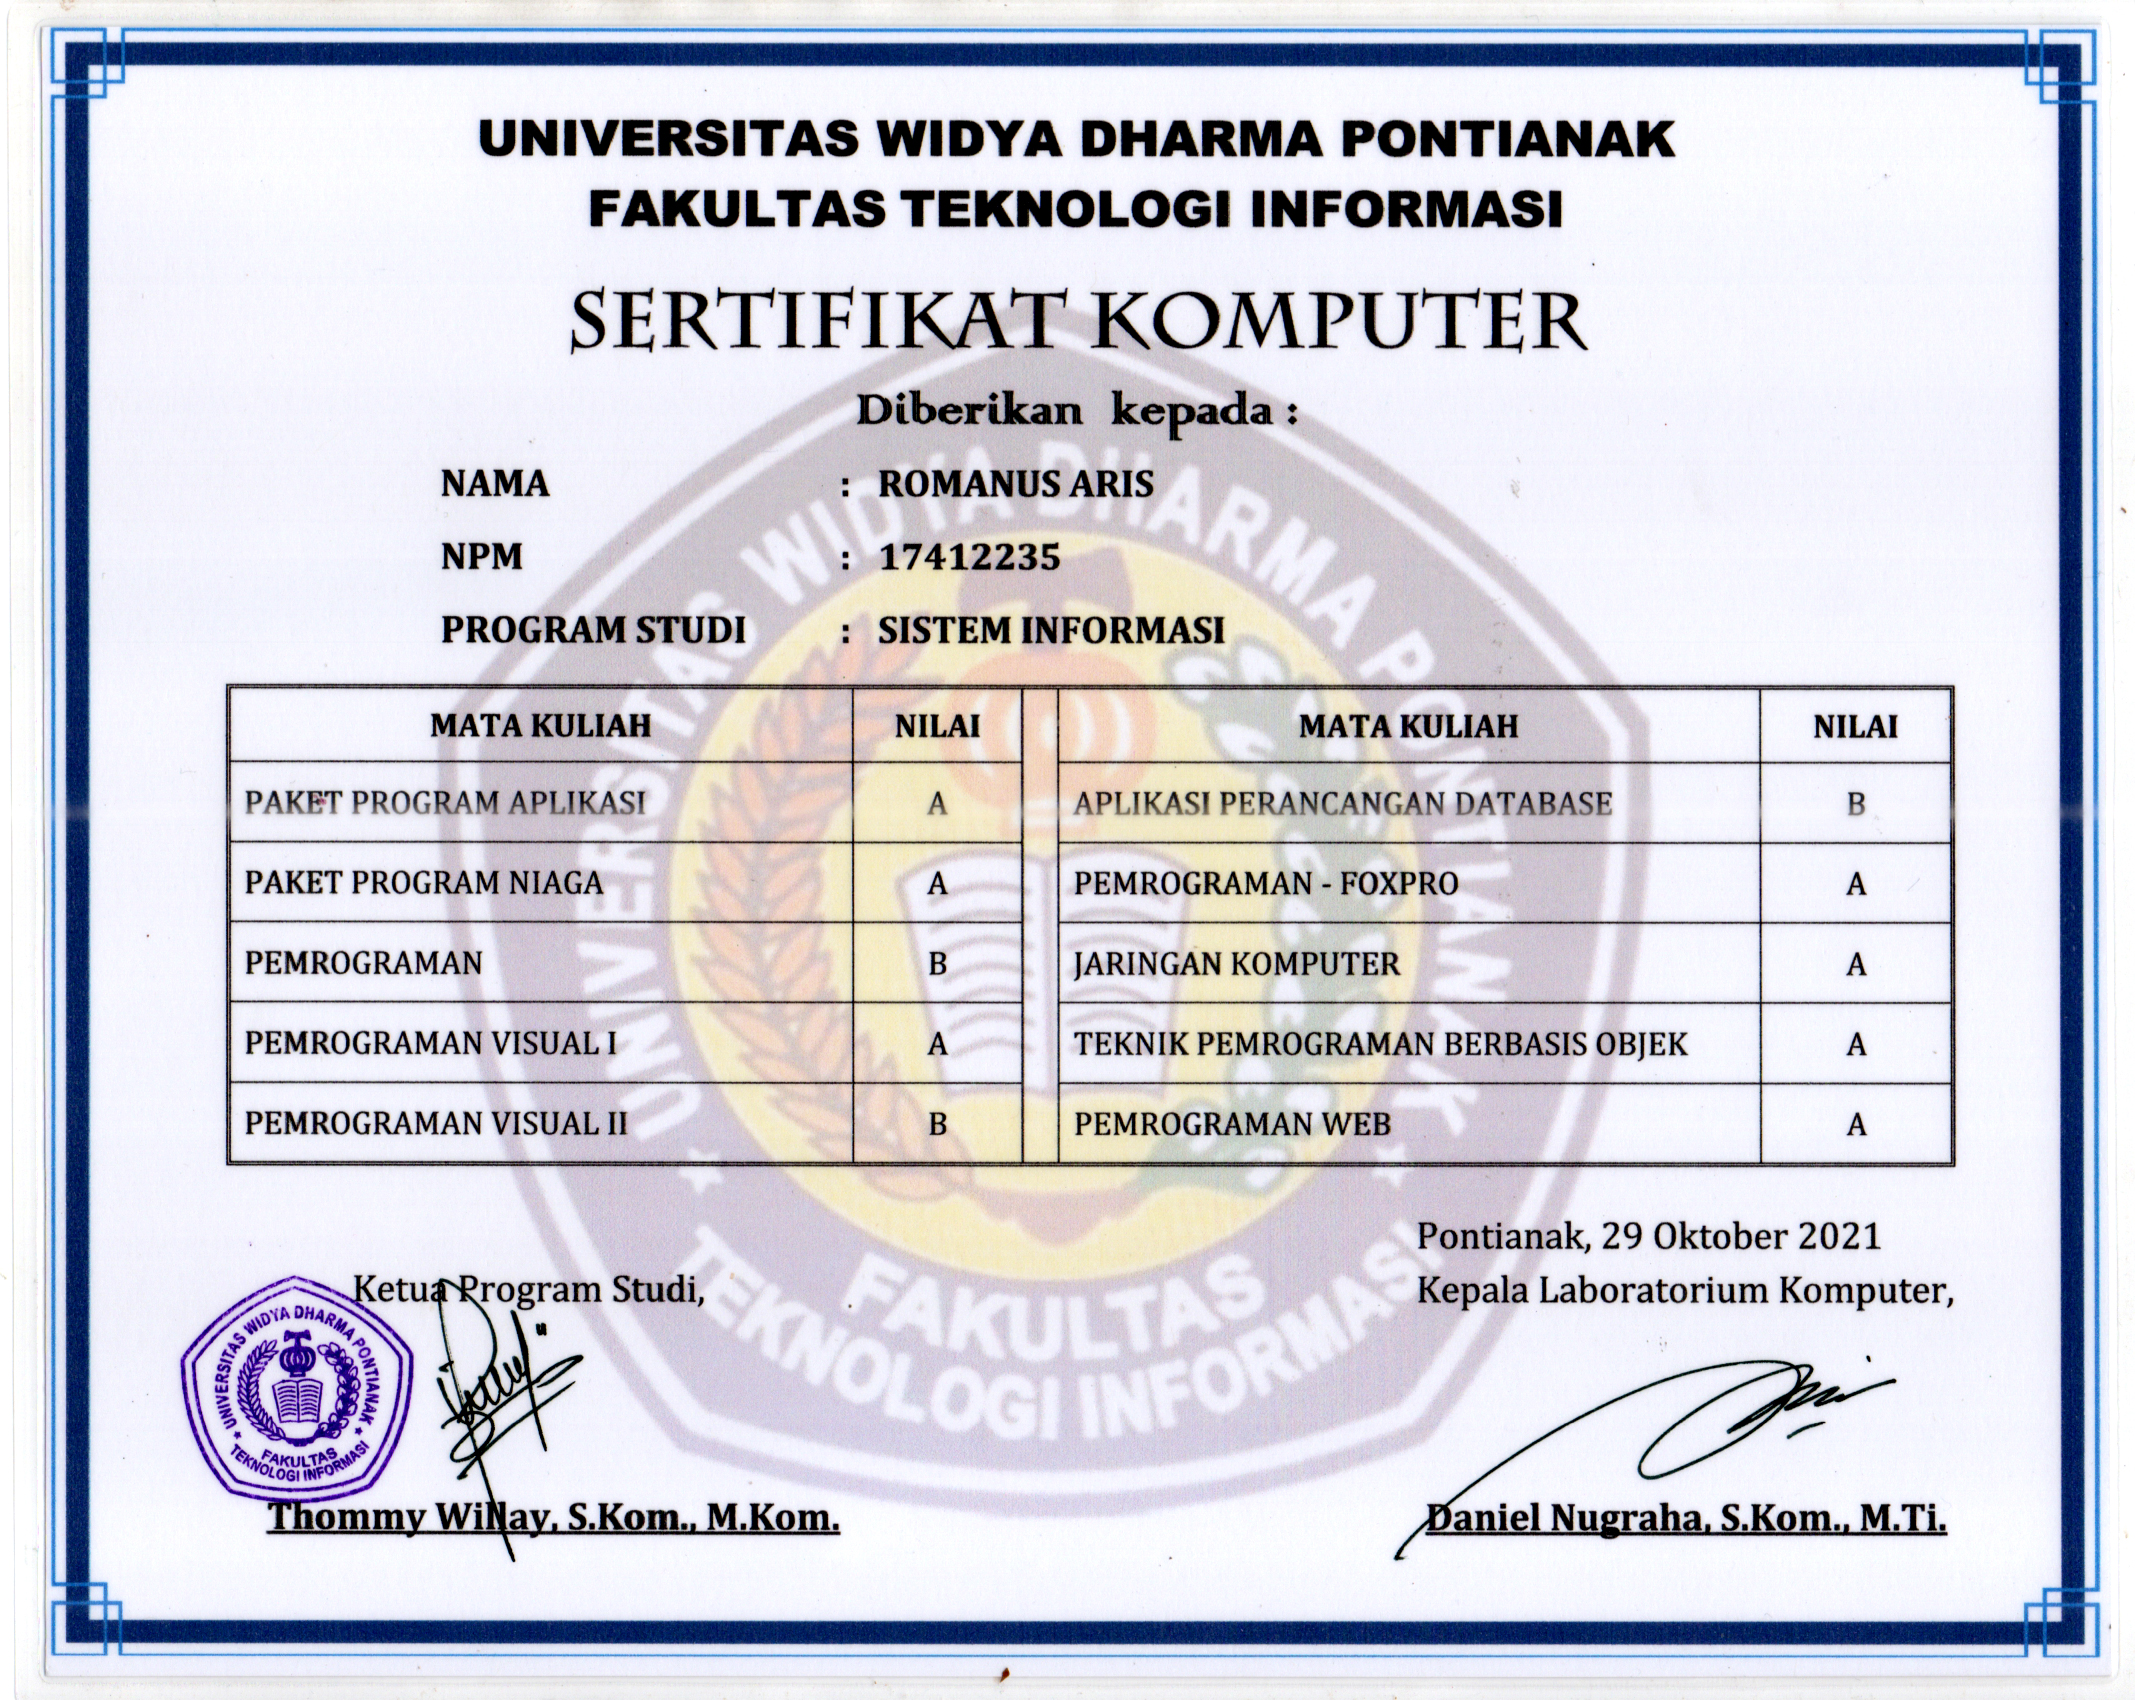 UNIVERSITAS WIDYA DHARMA PONTIANAK
FAKULTAS TEKNOLOGI INFORMASI
SERTIFIKAT KOMPUTER
Diberikan kepada :
NAMA : ROMANUS ARIS
NPM : 17412235
PROGRAM STUDI : SISTEM INFORMASI
MATA KULIAH NILAI MATA KULIAH NILAI
PAKET PROGRAM APLIKASI A APLIKASI PERANCANGAN DATABASE B
PAKET PROGRAM NIAGA A PEMROGRAMAN - FOXPRO A
PEMROGRAMAN B JARINGAN KOMPUTER A
PEMROGRAMAN VISUAL I A TEKNIK PEMROGRAMAN BERBASIS OBJEK A
PEMROGRAMAN VISUAL II B PEMROGRAMAN WEB A
UNIVERSITAS WIDYA DHARMA PONTIANAK
FAKULTAS
TEKNOLOGI INFORMASI
Pontianak, 29 Oktober 2021
Ketua Program Studi,
Kepala Laboratorium Komputer,
UNIVERSITAS WIDYA DHARMA PONTIANAK
FAKULTAS
TEKNOLOGI INFORMASI
Thommy Willay, S.Kom., M.Kom.
Daniel Nugraha, S.Kom., M.Ti.